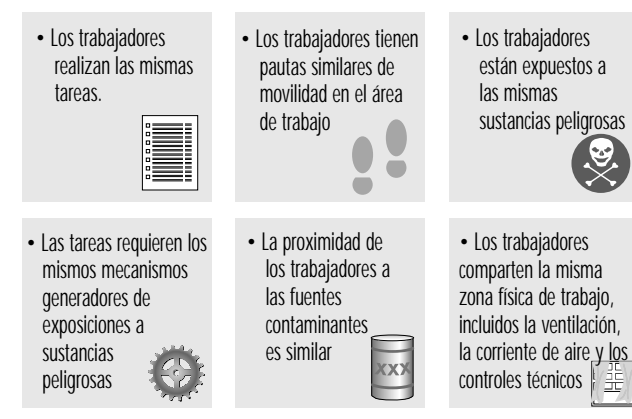 • Los trabajadores
realizan las mismas
tareas.
• Los trabajadores tienen
pautas similares de
movilidad en el área
de trabajo
• Los trabajadores
están expuestos a
las mismas
sustancias peligrosas
• Las tareas requieren los
mismos mecanismos
generadores de
exposiciones a
sustancias
peligrosas
• La proximidad de
los trabajadores a
las fuentes
contaminantes
es similar
XXX
• Los trabajadores
comparten la misma
zona física de trabajo,
incluidos la ventilación,
la corriente de aire y los
controles técnicos